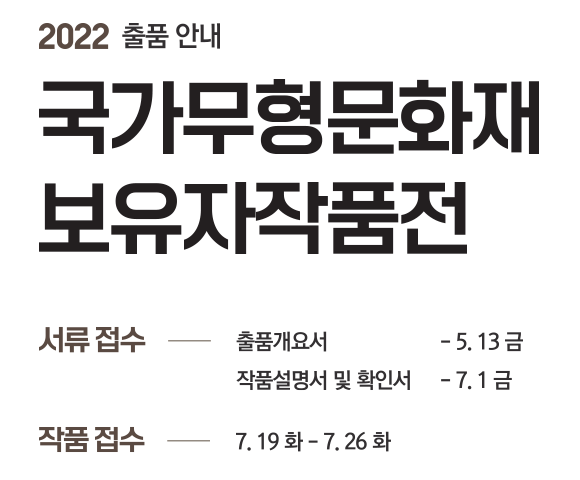 2022 출품 안내
국가무형문화재
보유자작품전
서류 접수 출품개요서 - 5. 13 금
작품설명서 및 확인서 - 7. 1 금
작품 접수 7. 19 화 - 7. 26 화